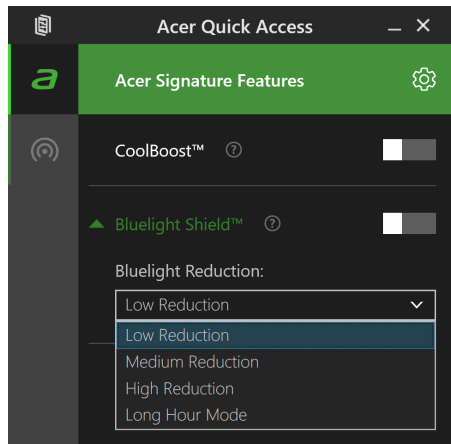 Acer Quick Access
a
Acer Signature Features
CoolBoost™ ?
Bluelight Shield™ ?
Bluelight Reduction:
Low Reduction
Low Reduction
Medium Reduction
High Reduction
Long Hour Mode